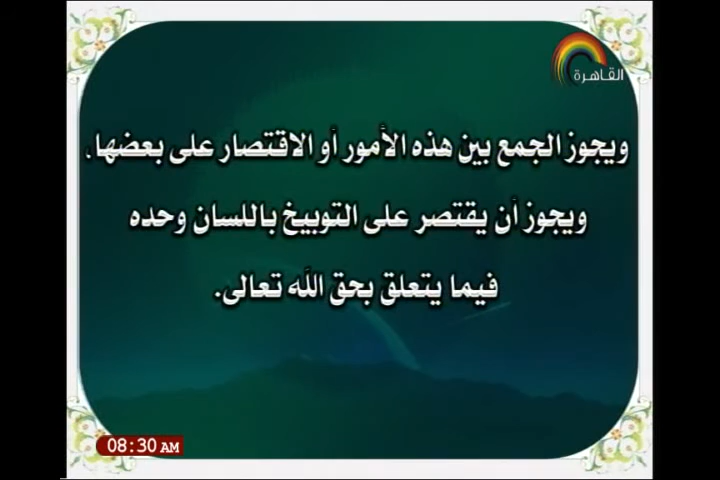 القاهرة
ويجوز الجمع بين هذه الأمور أو الاقتصار على بعضها.
ويجوز أن يقتصر على التوبيخ باللسان وحده
فيما يتعلق بحق الله تعالى.
08:30 AM